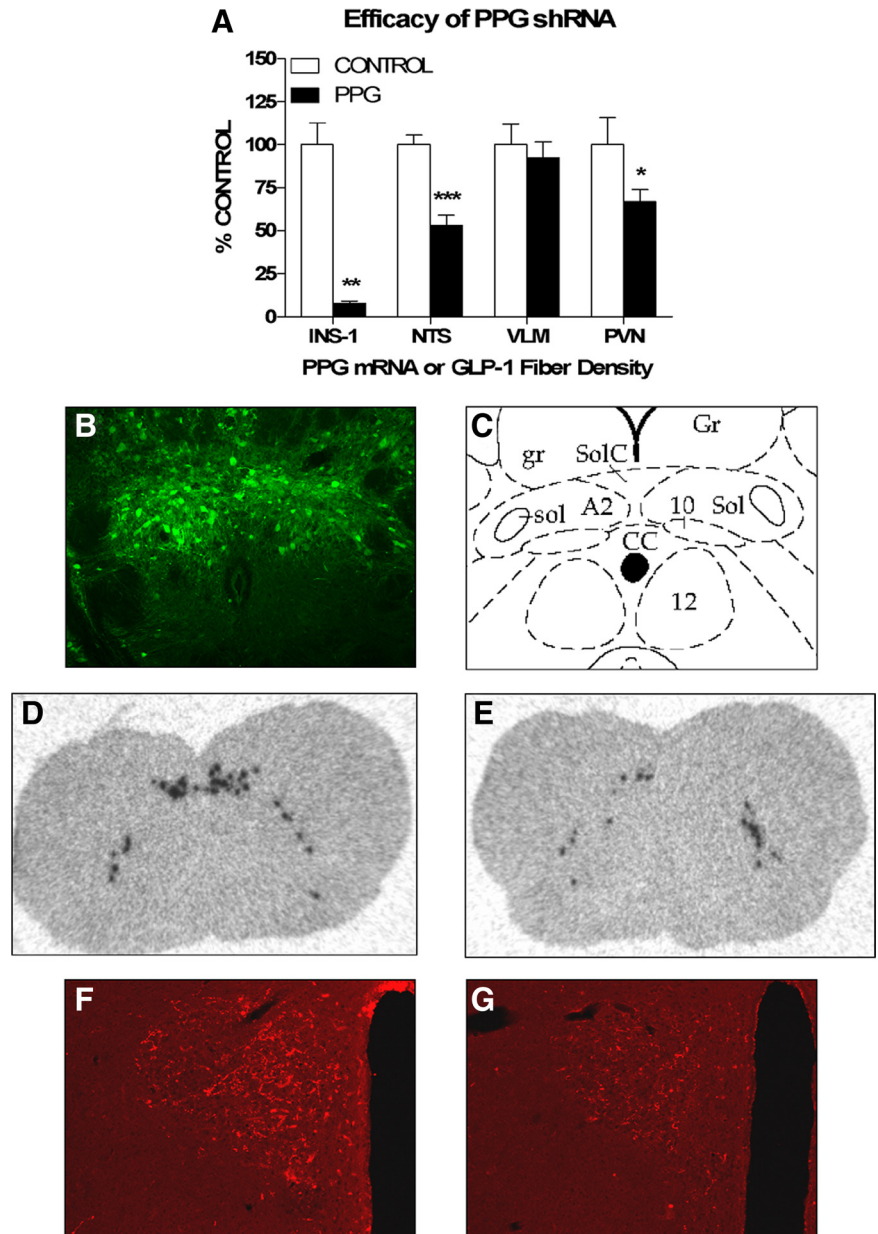 A
Efficacy of PPG shRNA
150
125
100
75
50
25
0
% CONTROL
CONTROL
PPG
**
***
*
INS-1 NTS VLM PVN
PPG mRNA or GLP-1 Fiber Density
B
C
Gr
gr
SolC
sol
A2
10
Sol
CC
12
D
E
F
G